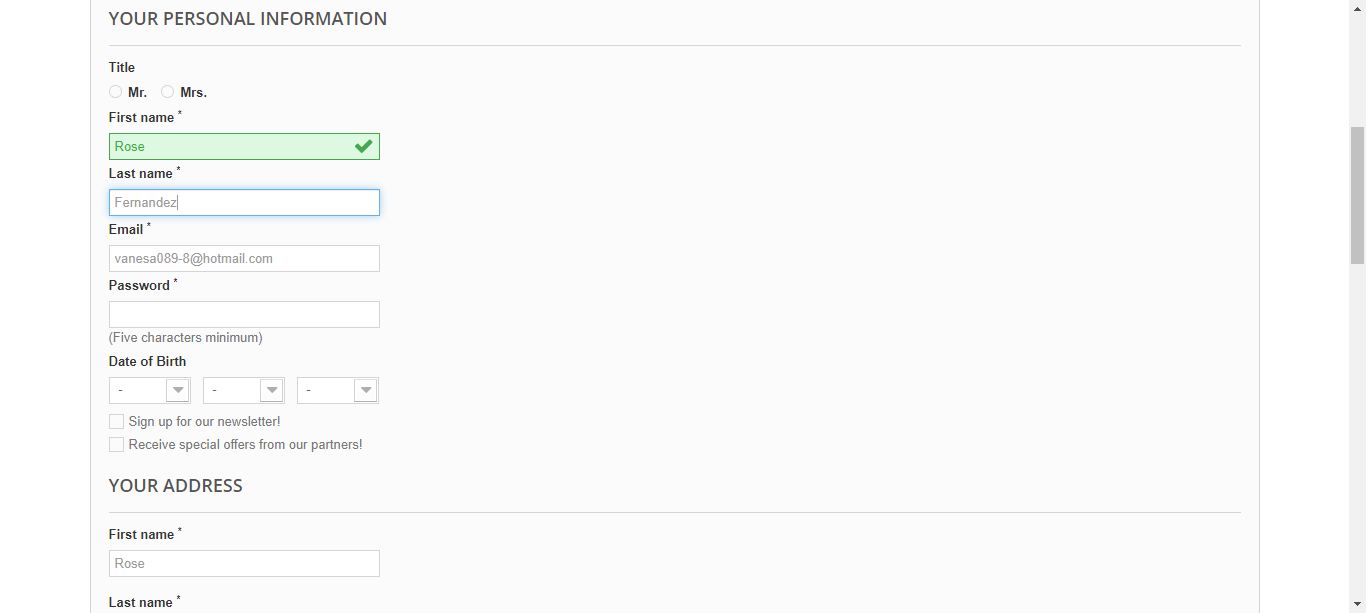 YOUR PERSONAL INFORMATION
Title
Mr. Mrs.
First name *
Rose
Last name *
Fernandez
Email *
vanesa089-8@hotmail.com
Password *
(Five characters minimum)
Date of Birth
- - -
Sign up for our newsletter!
Receive special offers from our partners!
YOUR ADDRESS
First name *
Rose
Last name *